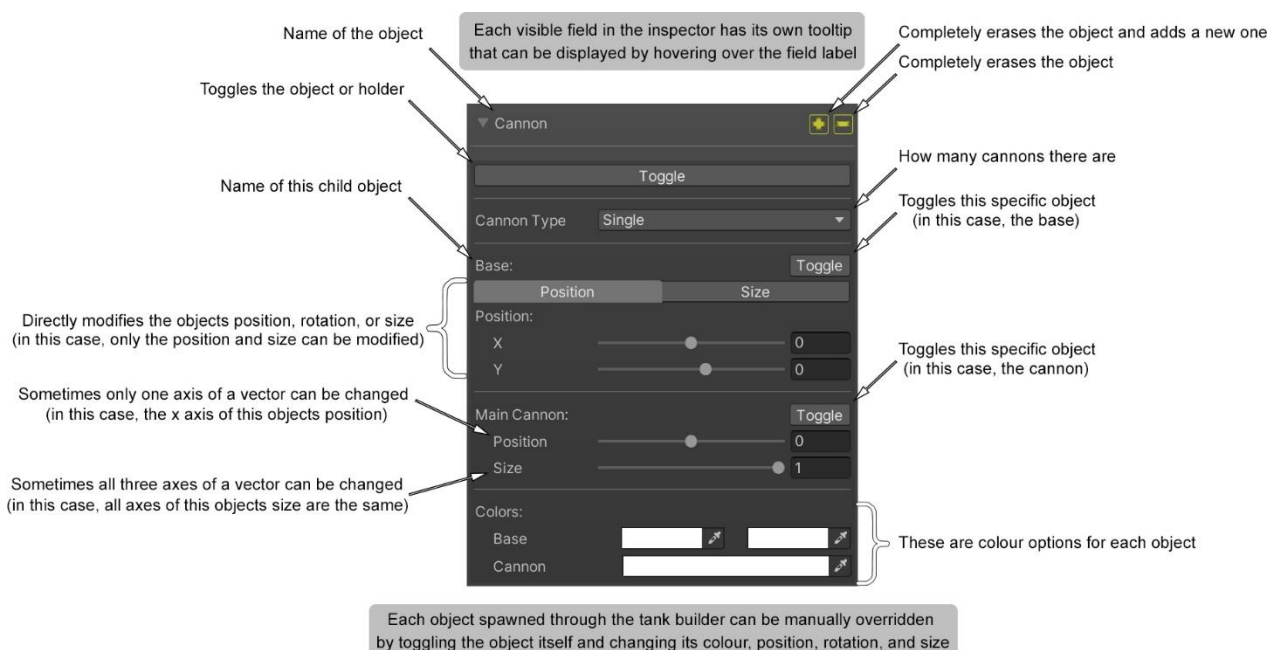 Name of the object
Each visible field in the inspector has its own tooltip
that can be displayed by hovering over the field label
Completely erases the object and adds a new one
Completely erases the object
Toggles the object or holder
Cannon
Toggle
How many cannons there are
Name of this child object
Cannon Type Single
Toggles this specific object
(in this case, the base)
Base: Toggle
Position Size
Directly modifies the objects position, rotation, or size
(in this case, only the position and size can be modified)
Position:
X 0
Y 0
Toggles this specific object
(in this case, the cannon)
Sometimes only one axis of a vector can be changed
(in this case, the x axis of this objects position)
Main Cannon: Toggle
Position 0
Size 1
Sometimes all three axes of a vector can be changed
(in this case, all axes of this objects size are the same)
Colors:
Base
Cannon
These are colour options for each object
Each object spawned through the tank builder can be manually overridden
by toggling the object itself and changing its colour, position, rotation, and size